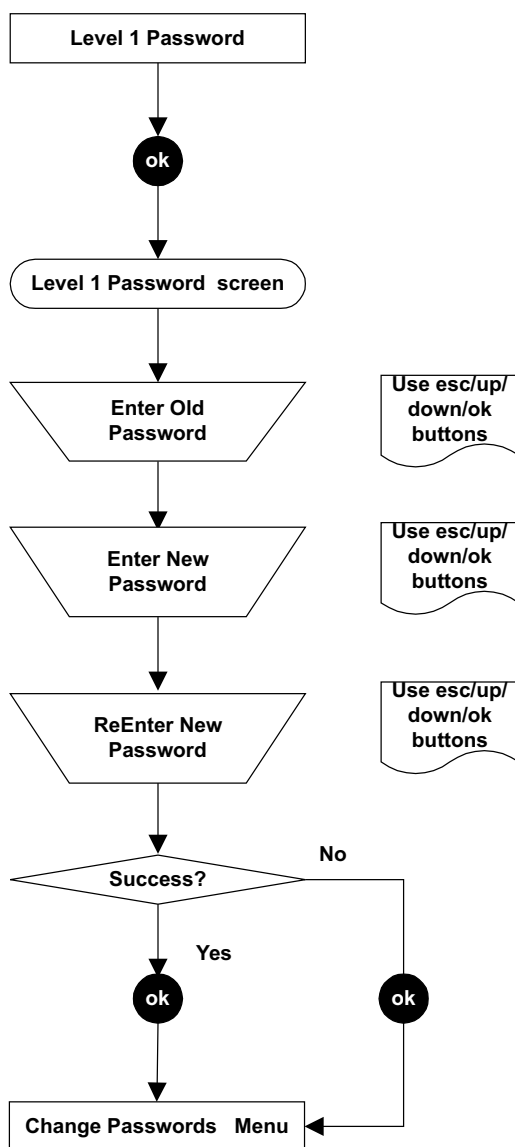 Level 1 Password
ok
Level 1 Password screen
Enter Old
Password
Use esc/up/
down/ok
buttons
Enter New
Password
Use esc/up/
down/ok
buttons
ReEnter New
Password
Use esc/up/
down/ok
buttons
Success?
No
Yes
ok
ok
Change Passwords Menu